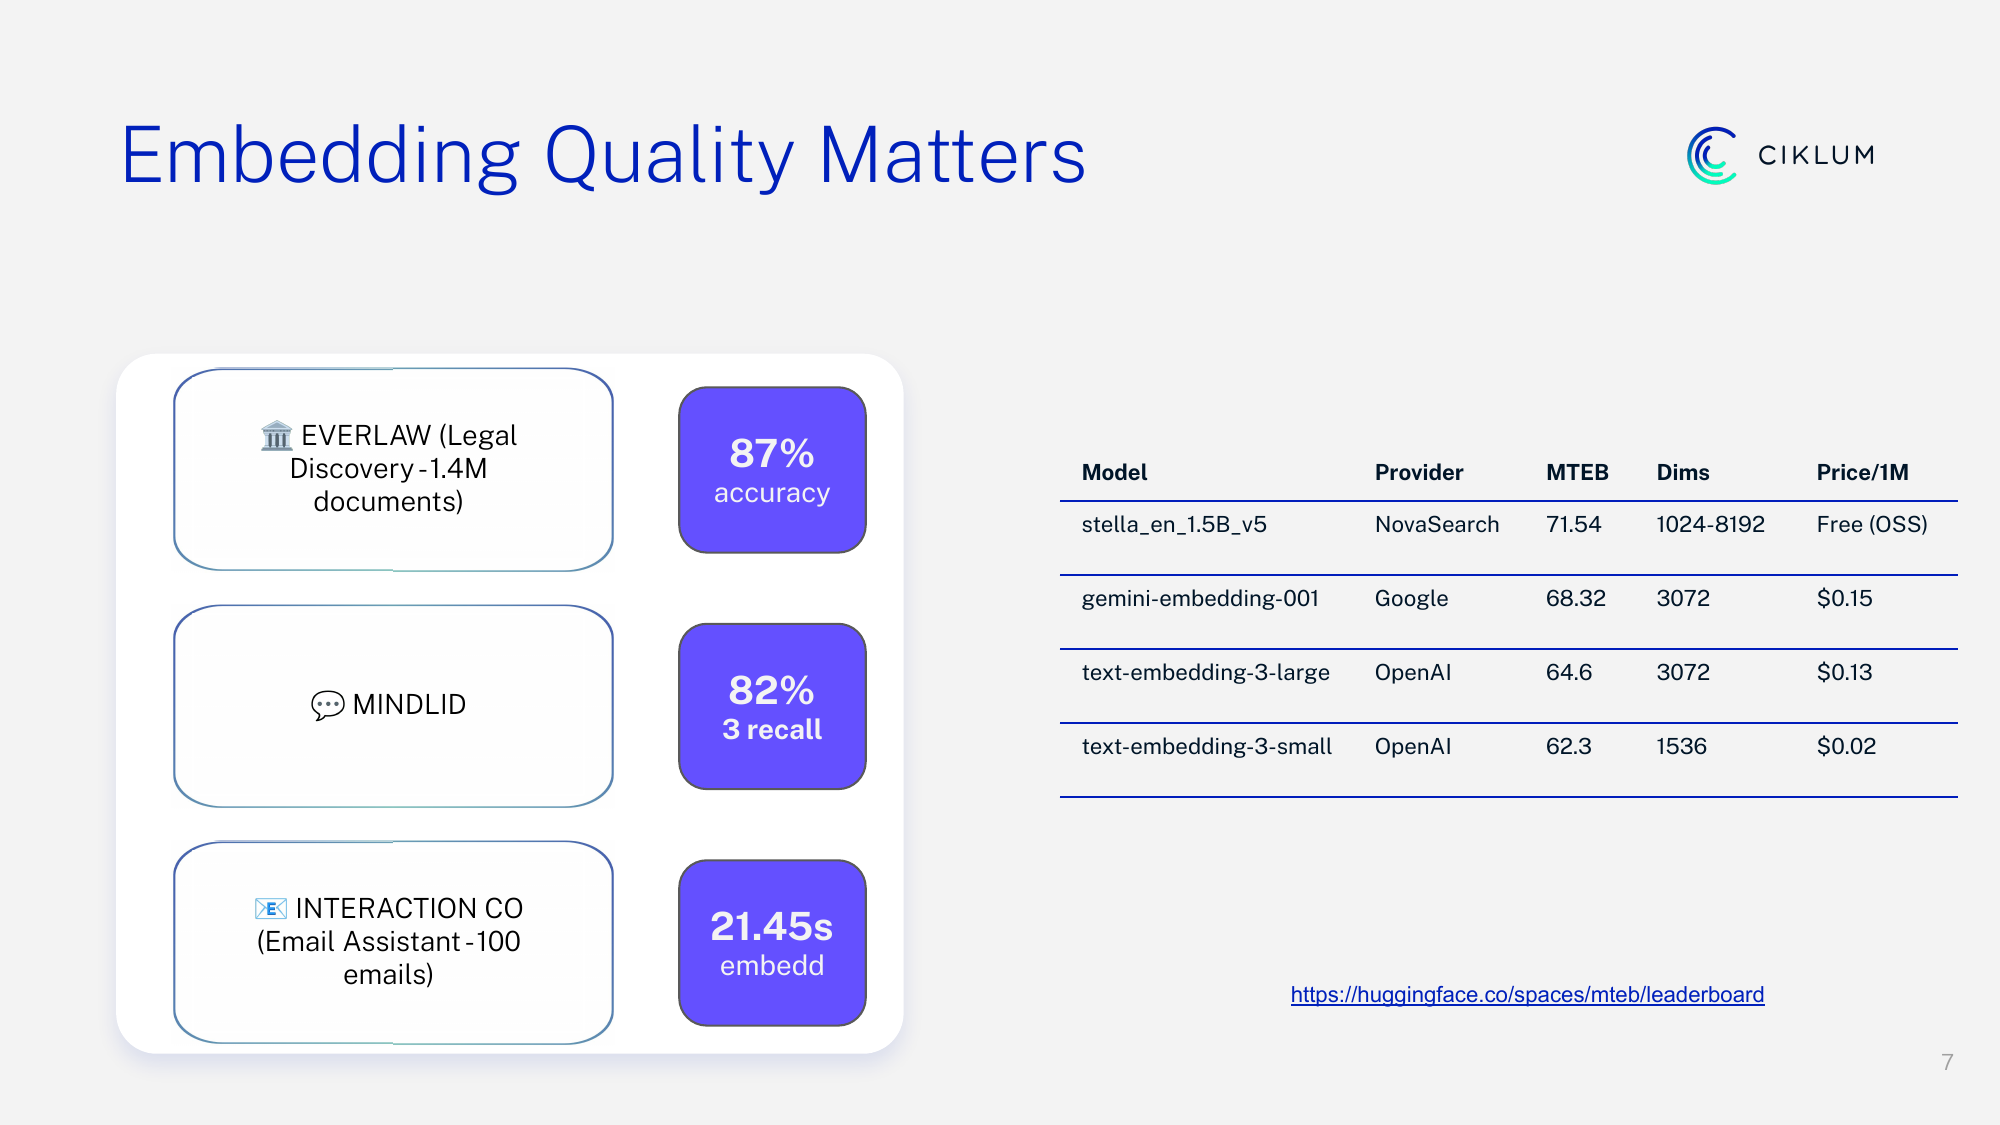 Embedding Quality Matters
CIKLUM
🏛️ EVERLAW (Legal
Discovery - 1.4M
documents)
87%
accuracy
💬 MINDLID
82%
3 recall
📧 INTERACTION CO
(Email Assistant - 100
emails)
21.45s
embedd
Model Provider MTEB Dims Price/1M
stella_en_1.5B_v5 NovaSearch 71.54 1024-8192 Free (OSS)
gemini-embedding-001 Google 68.32 3072 $0.15
text-embedding-3-large OpenAI 64.6 3072 $0.13
text-embedding-3-small OpenAI 62.3 1536 $0.02
https://huggingface.co/spaces/mteb/leaderboard
7